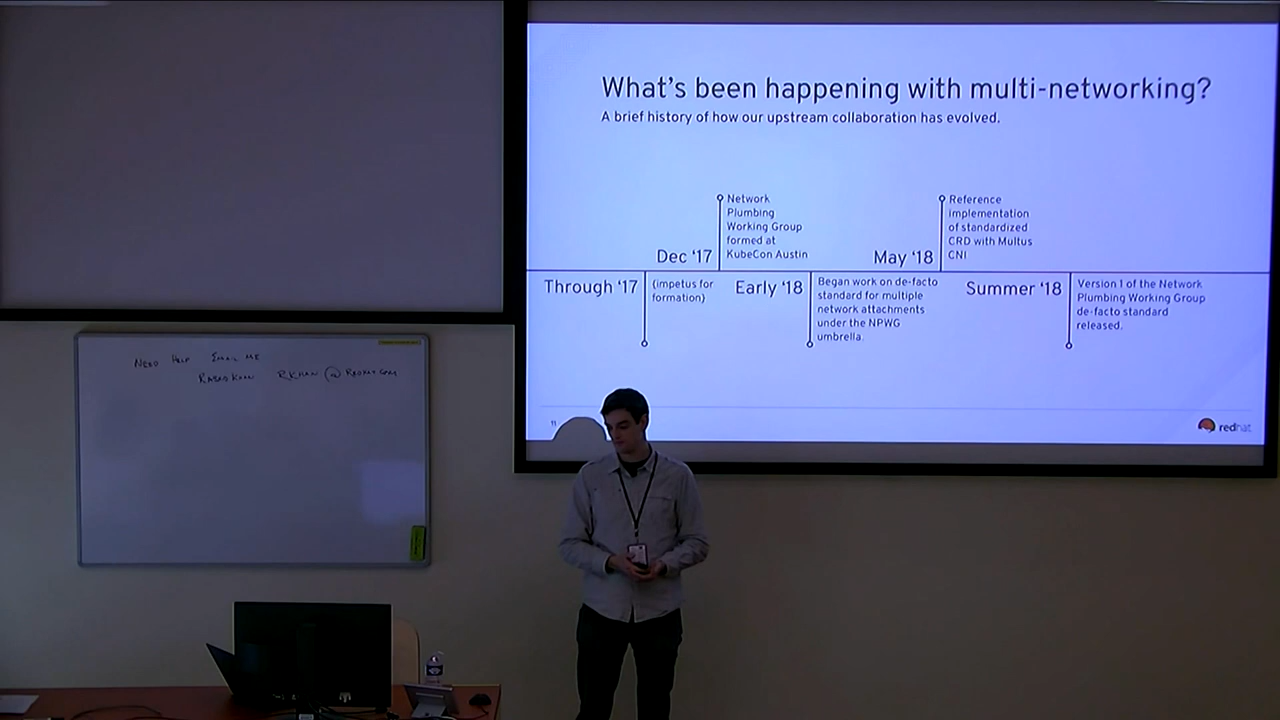 What's been happening with multi-networking?
A brief history of how our upstream collaboration has evolved.
Through '17
(impetus for
formation)
Dec '17
Network
Plumbing
Working Group
formed at
KubeCon Austin
Early '18
Began work on de-facto
standard for multiple
network attachments
under the NPWG
umbrella.
May '18
Reference
implementation
of standardized
CRD with Multus
CNI
Summer '18
Version 1 of the Network
Plumbing Working Group
de-facto standard
released.
11
redhat
NEED HELP EMAIL ME